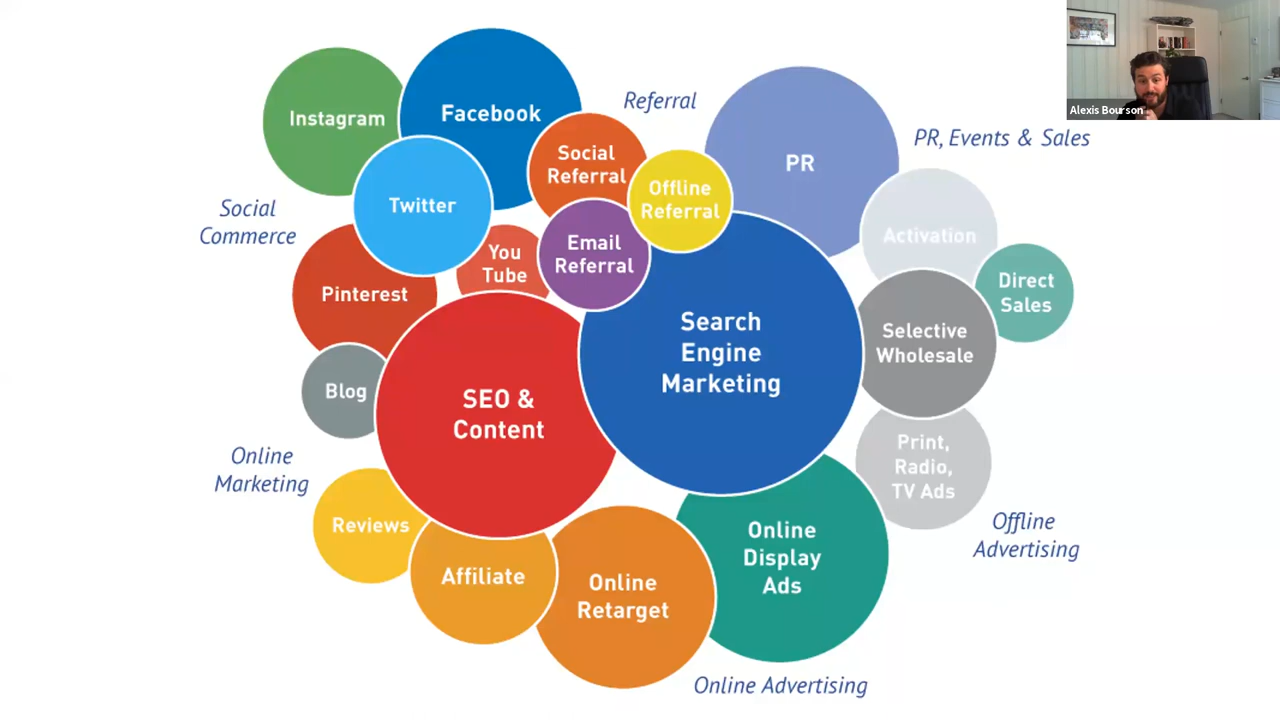 Alexis Bourson
Instagram
Facebook
Referral
PR, Events & Sales
Social
Referral
Offline
Referral
PR
Twitter
Social
Commerce
Activation
You
Tube
Email
Referral
Pinterest
Direct
Sales
Search
Engine
Marketing
Selective
Wholesale
Blog
SEO &
Content
Online
Marketing
Print,
Radio,
TV Ads
Reviews
Offline
Advertising
Affiliate
Online
Retarget
Online
Display
Ads
Online Advertising